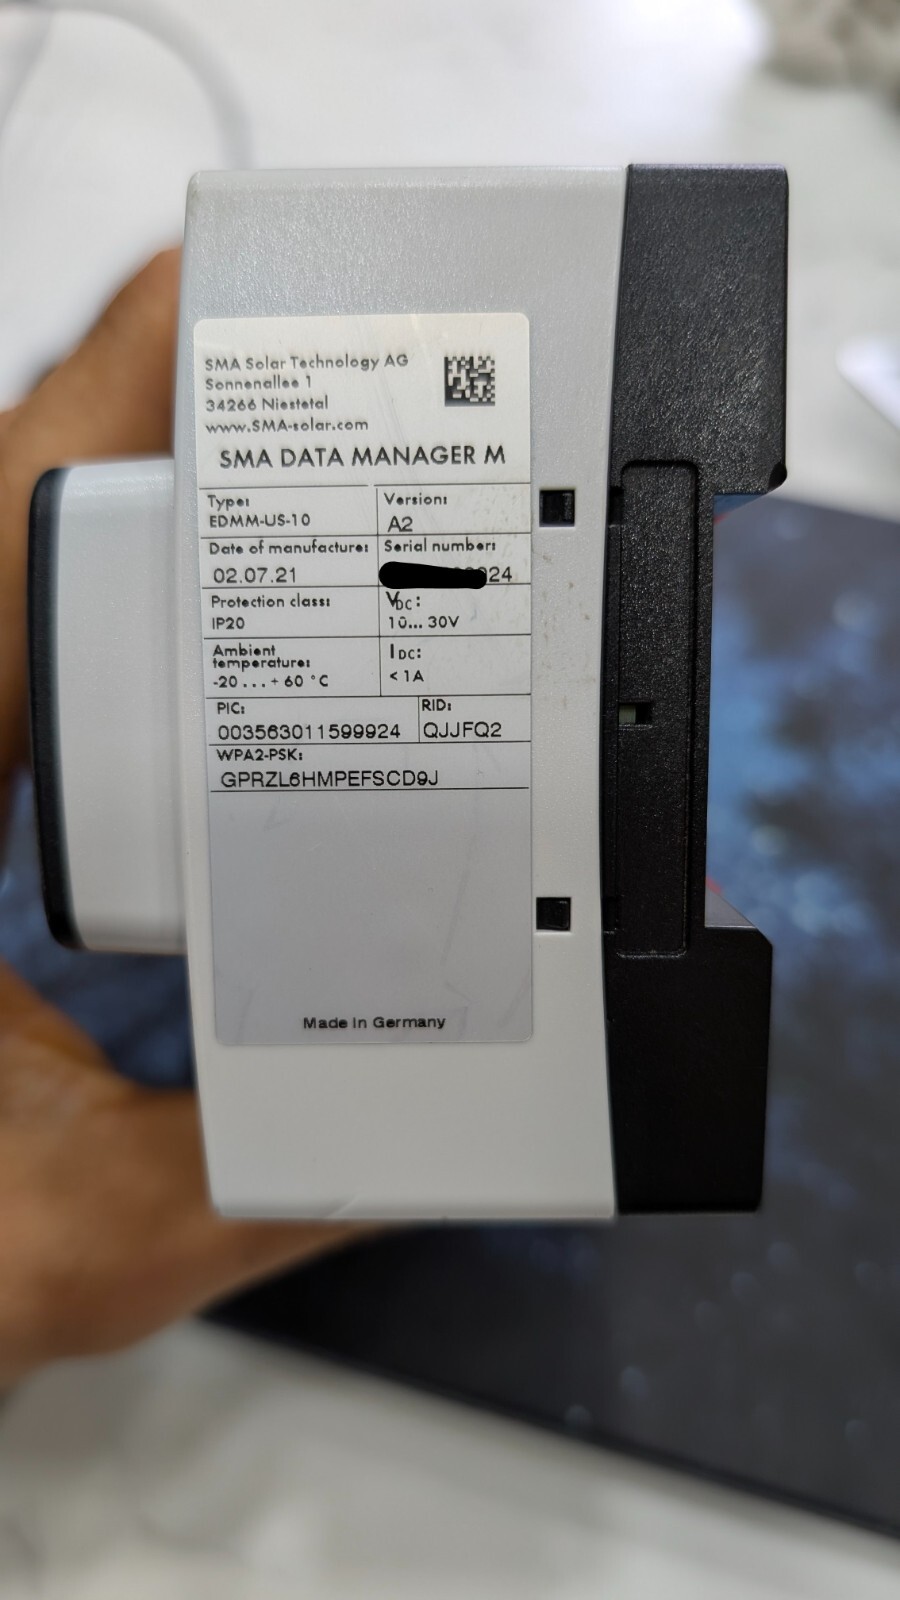 SMA Solar Technology AG
Sonnenallee 1
34266 Niestetal
www.SMA-solar.com
SMA DATA MANAGER M
Type: Version:
EDMM-US-10 A2
Date of manufacture: Serial number:
02.07.21 24
Protection class: VDC:
IP20 10... 30V
Ambient temperature: IDC:
-20 ... + 60 °C < 1A
PIC: RID:
003563011599924 QJJFQ2
WPA2-PSK:
GPRZL6HMPEFSCD9J
Made in Germany